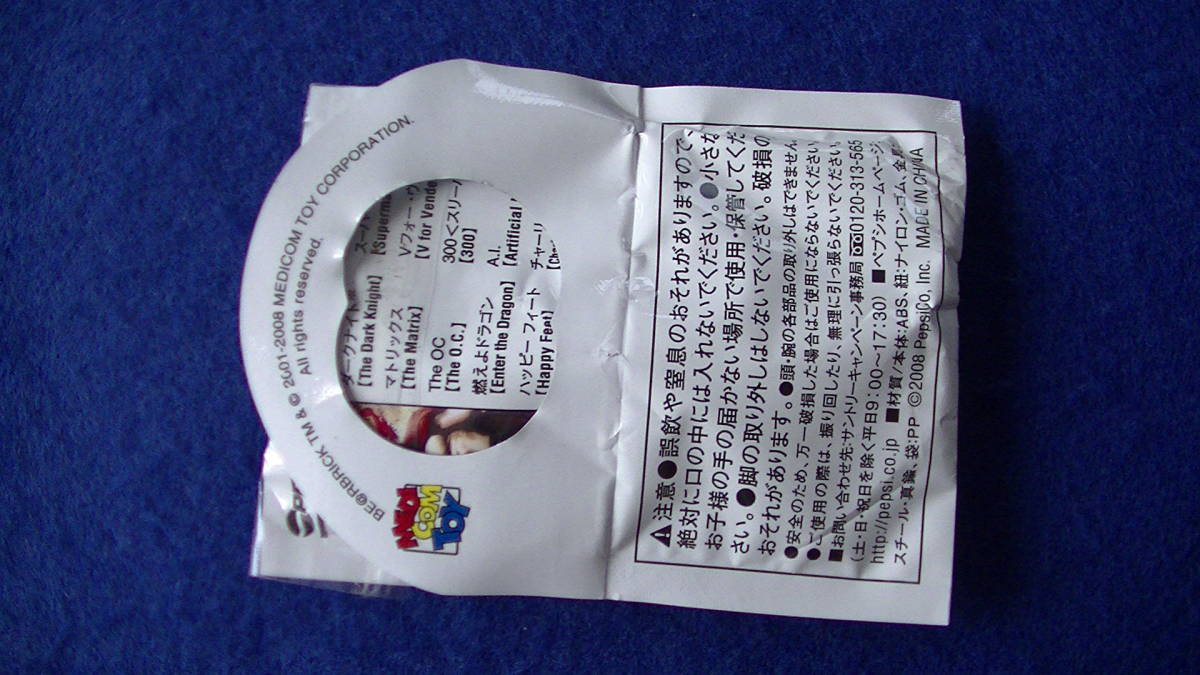 BE@RBRICK TM & © 2001-2008 MEDICOM TOY CORPORATION.
All rights reserved.
MEDI
COM
TOY
ダークナイト
【The Dark Knight】
マトリックス
【The Matrix】
The OC
【The O.C.】
燃えよドラゴン
【Enter the Dragon】
ハッピー フィート
【Happy Feet】
Vフォー・
【V for Vende
300<スリー
【300】
A.I.
【Artificial
チャーリ
⚠注意●誤飲や窒息のおそれがありますので、
絶対に口の中には入れないでください。●小さな
お子様の手の届かない場所で使用・保管してくだ
さい。●脚の取り外しはしないでください。破損の
おそれがあります。
●安全のため、万一破損した場合はご使用にならないでください ●頭・腕の各部品の取り外しはできません
●ご使用の際は、振り回したり、無理に引っ張らないでください
■お問い合わせ先:サントリーキャンペーン事務局 0120-313-565
(土・日・祝日を除く平日9:00〜17:30) ■ペプシホームページ
http://pepsi.co.jp ■材質/本体:ABS、紐:ナイロン・ゴム、金具
スチール・真鍮、袋:PP ©2008 PepsiCo, Inc. MADE IN CHINA